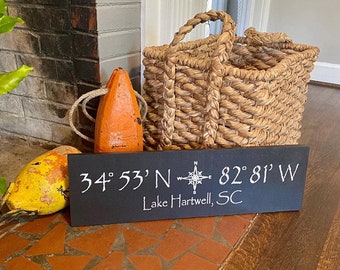 34° 53' N 82° 81' W
Lake Hartwell, SC